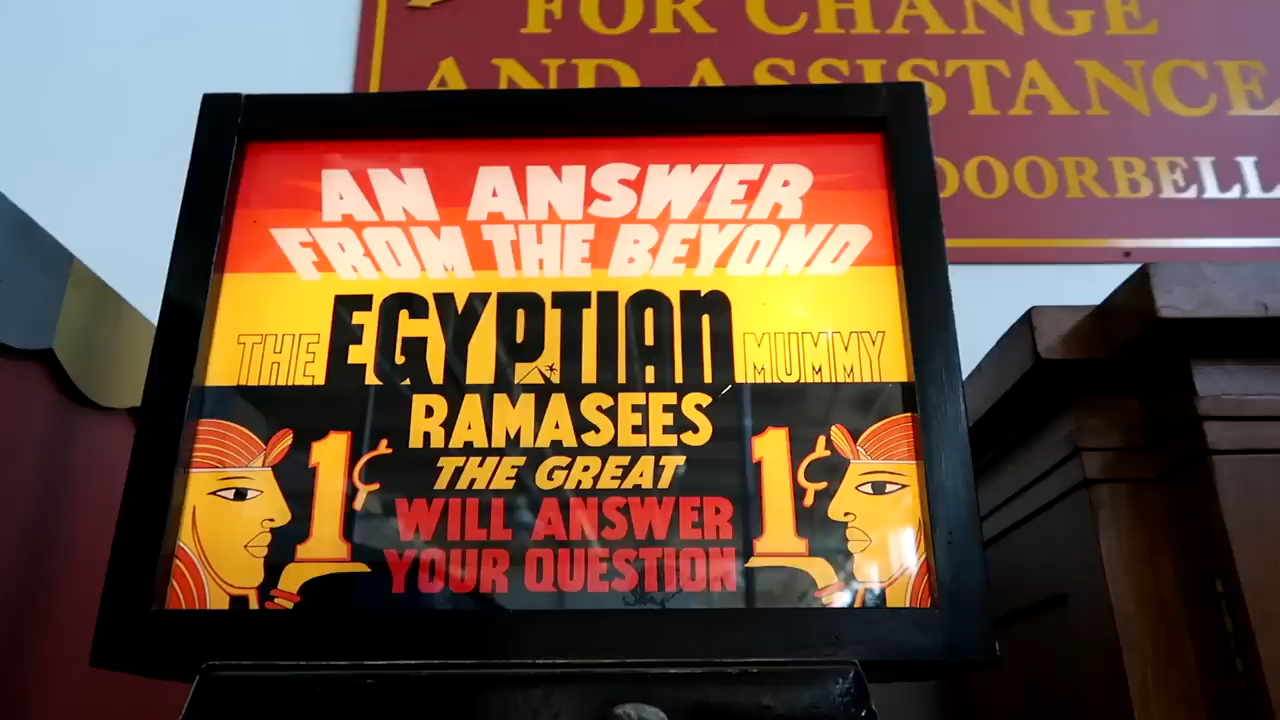 FOR CHANGE
AND ASSISTANCE
DOORBELL
AN ANSWER
FROM THE BEYOND
THE EGYPTIAN MUMMY
RAMASEES
THE GREAT
1¢ 1¢
WILL ANSWER
YOUR QUESTION